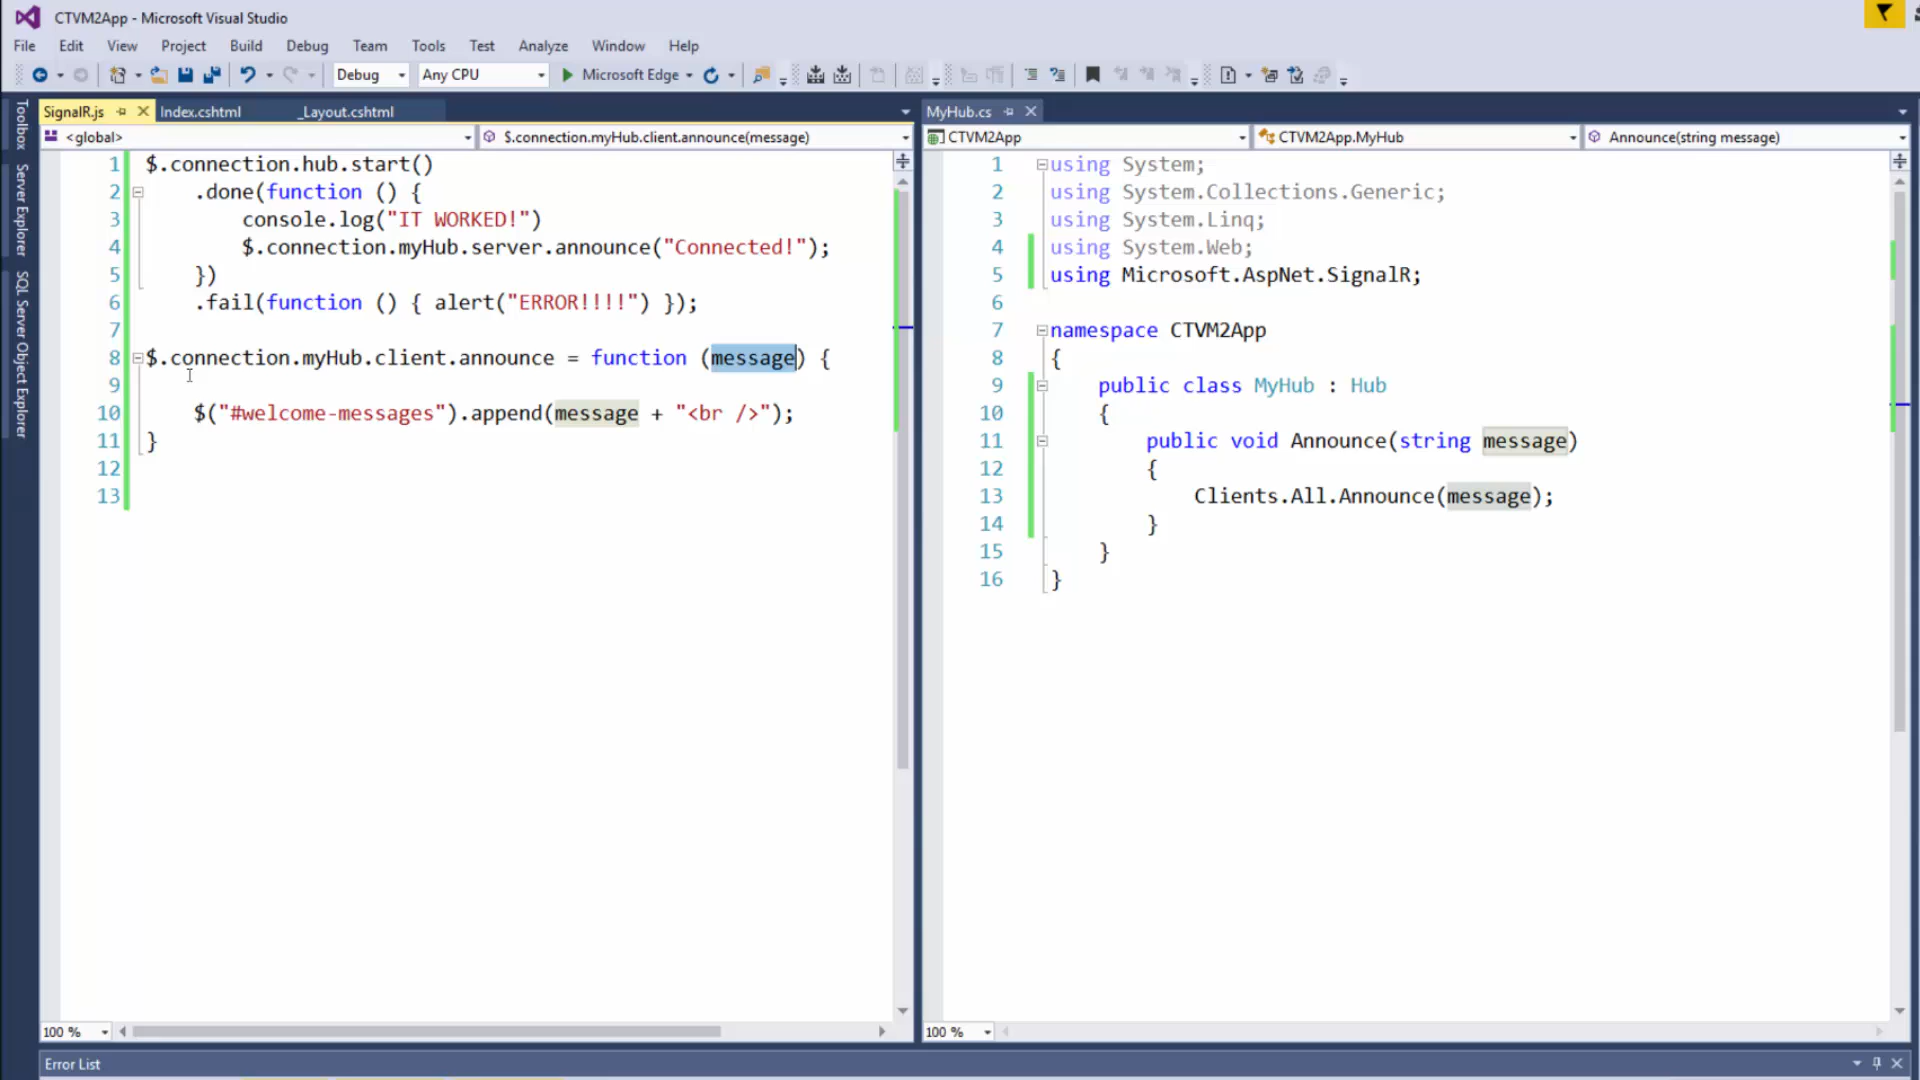 CTVM2App - Microsoft Visual Studio
File Edit View Project Build Debug Team Tools Test Analyze Window Help
Debug Any CPU Microsoft Edge
Toolbox
Server Explorer
SQL Server Object Explorer
SignalR.js Index.cshtml _Layout.cshtml
<global> $.connection.myHub.client.announce(message)
1 $.connection.hub.start()
2 .done(function () {
3 console.log("IT WORKED!")
4 $.connection.myHub.server.announce("Connected!");
5 })
6 .fail(function () { alert("ERROR!!!!") });
7
8 $.connection.myHub.client.announce = function (message) {
9
10 $("#welcome-messages").append(message + "<br />");
11 }
12
13
100 %
MyHub.cs
CTVM2App CTVM2App.MyHub Announce(string message)
1 using System;
2 using System.Collections.Generic;
3 using System.Linq;
4 using System.Web;
5 using Microsoft.AspNet.SignalR;
6
7 namespace CTVM2App
8 {
9 public class MyHub : Hub
10 {
11 public void Announce(string message)
12 {
13 Clients.All.Announce(message);
14 }
15 }
16 }
100 %
Error List